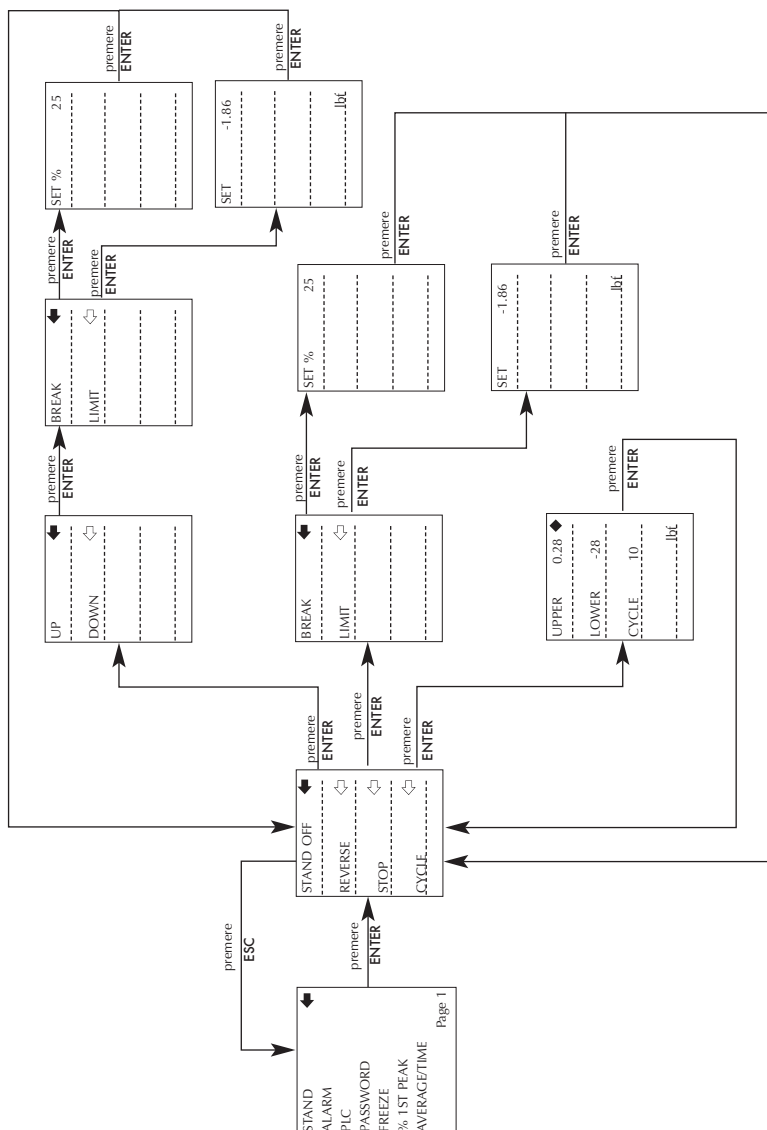 STAND
ALARM
PLC
PASSWORD
FREEZE
% 1ST PEAK
AVERAGE/TIME
Page 1
premere
ESC
premere
ENTER
STAND OFF
REVERSE
STOP
CYCLE
premere
ENTER
premere
ENTER
premere
ENTER
UP
DOWN
premere
ENTER
BREAK
LIMIT
premere
ENTER
premere
ENTER
SET % 25
premere
ENTER
SET -1.86
lbf
premere
ENTER
BREAK
LIMIT
premere
ENTER
premere
ENTER
SET % 25
premere
ENTER
SET -1.86
lbf
premere
ENTER
UPPER 0.28
LOWER -28
CYCLE 10
lbf
premere
ENTER